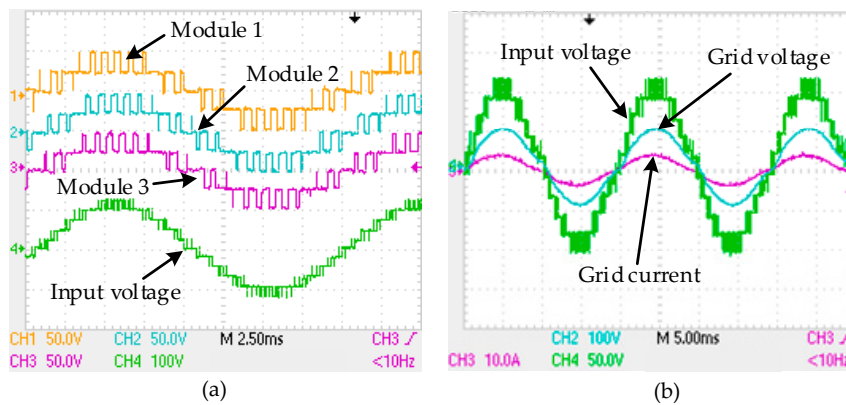 Module 1
Module 2
Module 3
Input voltage
1
2
3
4
CH1 50.0V CH2 50.0V M 2.50ms CH3
CH3 50.0V CH4 100V <10Hz
(a)
Input voltage
Grid voltage
Grid current
CH2 100V M 5.00ms CH3
CH3 10.0A CH4 50.0V <10Hz
(b)